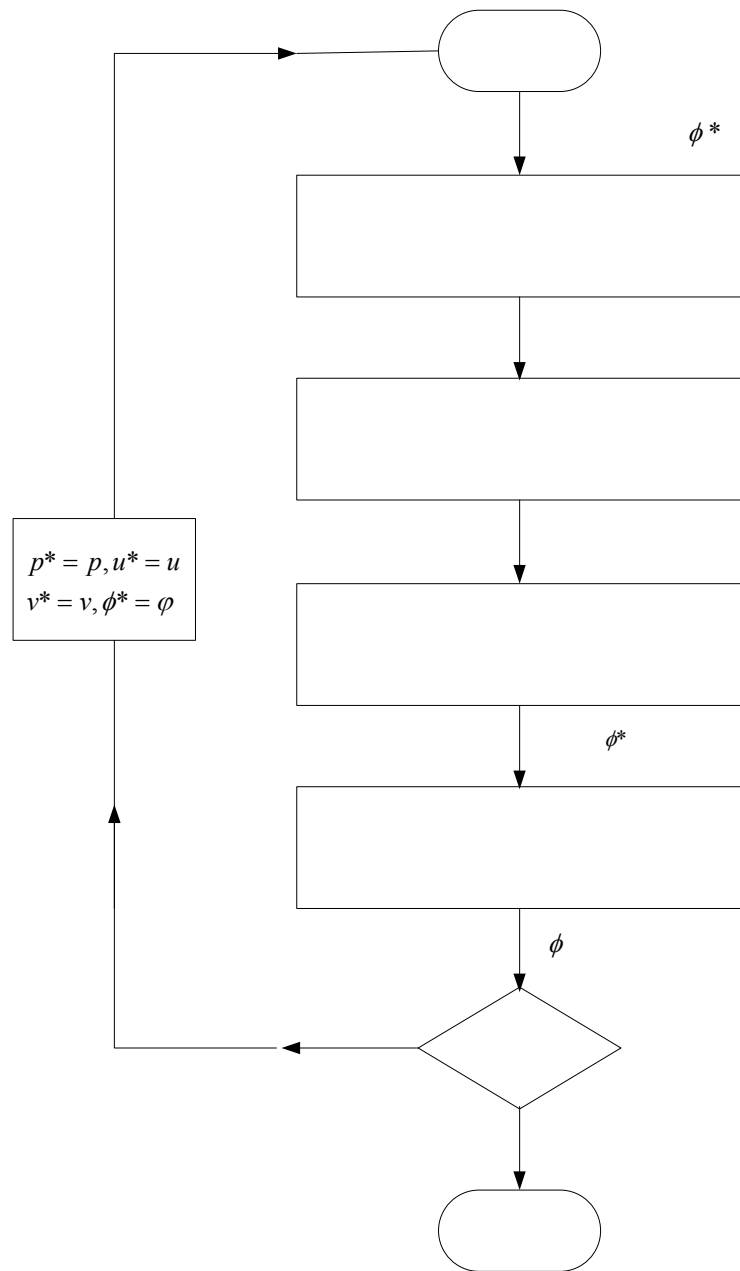 ϕ *
p* = p, u* = u
v* = v, ϕ* = φ
ϕ*
ϕ